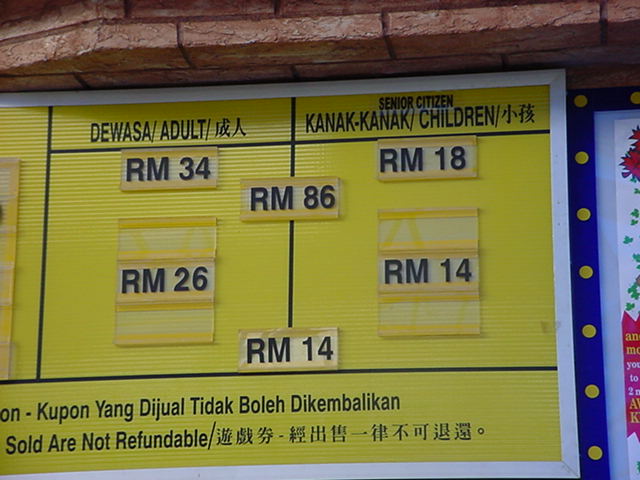 SENIOR CITIZEN
DEWASA/ ADULT/ 成人
KANAK-KANAK/ CHILDREN/小孩
RM 34
RM 18
RM 86
RM 26
RM 14
RM 14
on - Kupon Yang Dijual Tidak Boleh Dikembalikan
Sold Are Not Refundable/遊戲券-經出售一律不可退還。